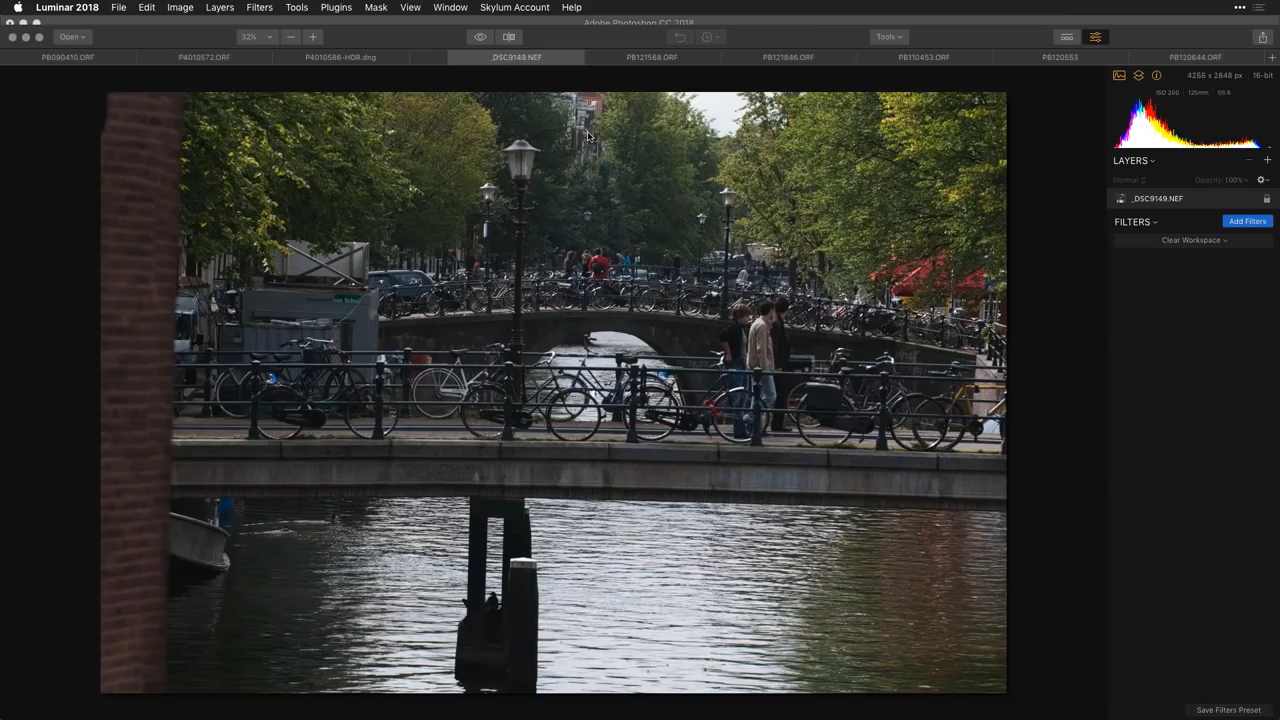 Luminar 2018 File Edit Image Layers Filters Tools Plugins Mask View Window Skylum Account Help
Adobe Photoshop CC 2018
Open 32% Tools
PB090410.ORF P4010572.ORF P4010586-HDR.dng _DSC9149.NEF PB121568.ORF PB121646.ORF PB110453.ORF PB120553 PB120644.ORF
4256 x 2848 px 16-bit
ISO 200 125mm f/5.6
LAYERS
Normal Opacity: 100%
_DSC9149.NEF
FILTERS Add Filters
Clear Workspace
Save Filters Preset